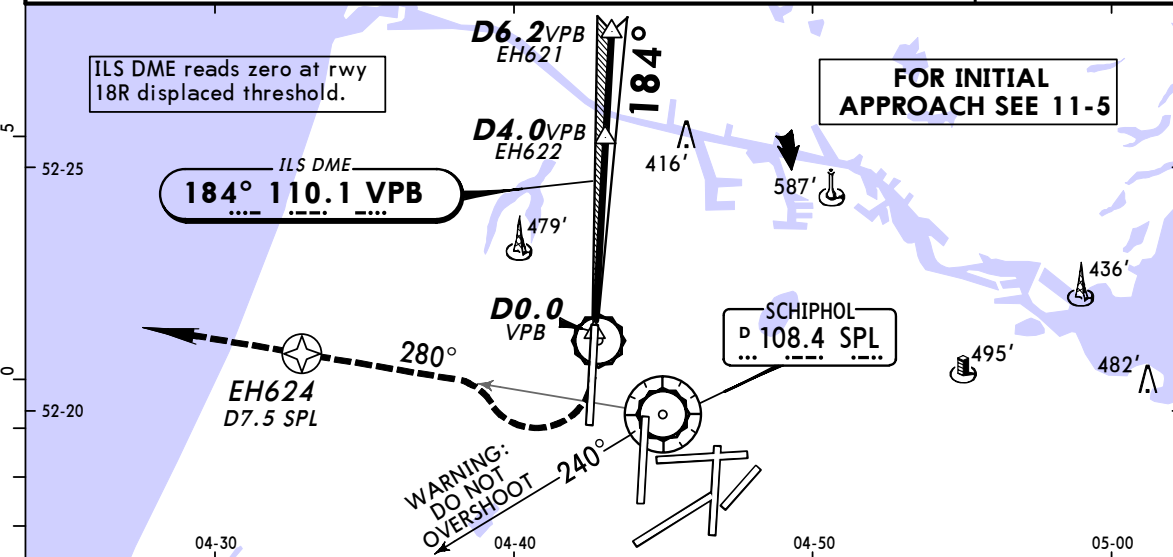 D6.2VPB
EH621
184°
ILS DME reads zero at rwy
18R displaced threshold.
FOR INITIAL
APPROACH SEE 11-5
5
52-25
D4.0VPB
EH622
416'
ILS DME
184° 110.1 VPB
587'
479'
436'
D0.0
VPB
SCHIPHOL
D 108.4 SPL
280°
495'
482'
0
EH624
D7.5 SPL
52-20
240°
WARNING:
DO NOT
OVERSHOOT
04-30
04-40
04-50
05-00